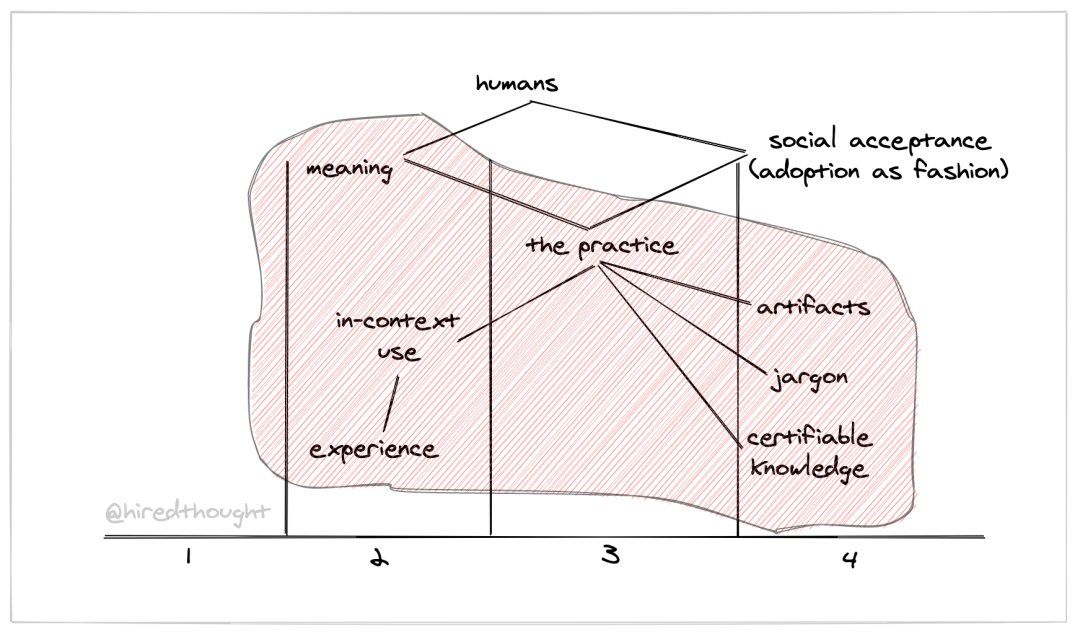 humans
social acceptance
(adoption as fashion)
meaning
the practice
artifacts
in-context
use
jargon
certifiable
knowledge
experience
@hiredthought
1
2
3
4